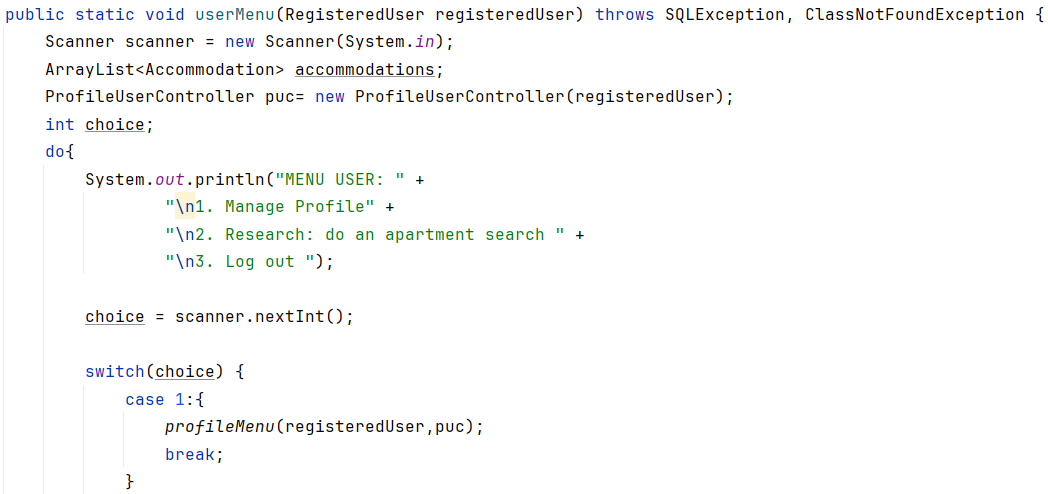 public static void userMenu(RegisteredUser registeredUser) throws SQLException, ClassNotFoundException {
    Scanner scanner = new Scanner(System.in);
    ArrayList<Accommodation> accommodations;
    ProfileUserController puc= new ProfileUserController(registeredUser);
    int choice;
    do{
        System.out.println("MENU USER: " +
                "\n1. Manage Profile" +
                "\n2. Research: do an apartment search " +
                "\n3. Log out ");

        choice = scanner.nextInt();

        switch(choice) {
            case 1:{
                profileMenu(registeredUser,puc);
                break;
            }